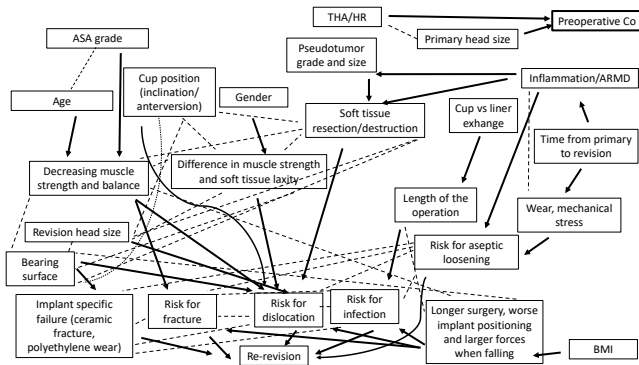 THA/HR
Preoperative Co
Primary head size
ASA grade
Pseudotumor
grade and size
Cup position
(inclination/
anterversion)
Inflammation/ARMD
Age
Gender
Soft tissue
resection/destruction
Cup vs liner
exhange
Time from primary
to revision
Decreasing muscle
strength and balance
Difference in muscle strength
and soft tissue laxity
Length of the
operation
Wear, mechanical
stress
Revision head size
Risk for aseptic
loosening
Bearing
surface
Implant specific
failure (ceramic
fracture,
polyethylene wear)
Risk for
fracture
Risk for
dislocation
Risk for
infection
Longer surgery, worse
implant positioning
and larger forces
when falling
BMI
Re-revision